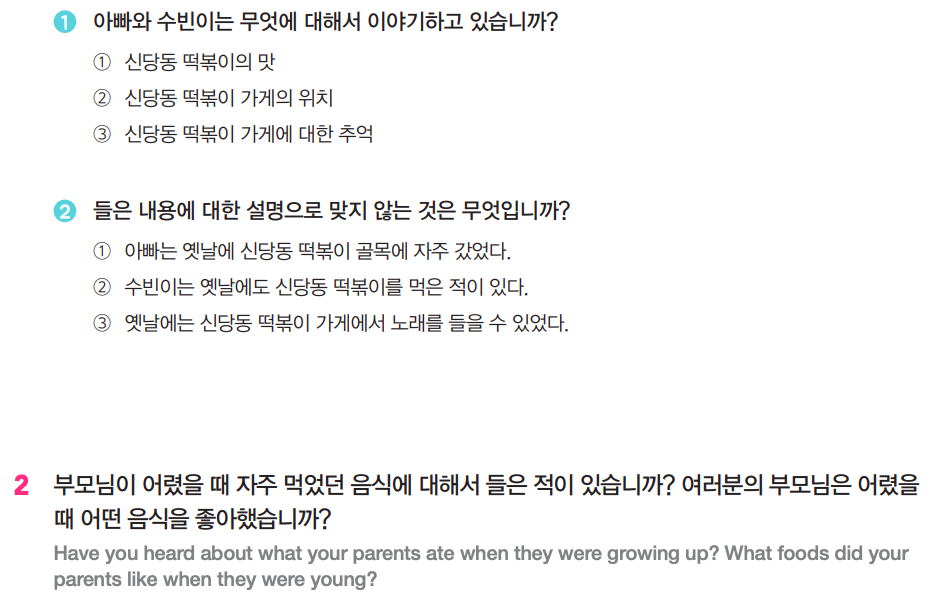 1 아빠와 수빈이는 무엇에 대해서 이야기하고 있습니까?
① 신당동 떡볶이의 맛
② 신당동 떡볶이 가게의 위치
③ 신당동 떡볶이 가게에 대한 추억
2 들은 내용에 대한 설명으로 맞지 않는 것은 무엇입니까?
① 아빠는 옛날에 신당동 떡볶이 골목에 자주 갔었다.
② 수빈이는 옛날에도 신당동 떡볶이를 먹은 적이 있다.
③ 옛날에는 신당동 떡볶이 가게에서 노래를 들을 수 있었다.
2 부모님이 어렸을 때 자주 먹었던 음식에 대해서 들은 적이 있습니까? 여러분의 부모님은 어렸을
때 어떤 음식을 좋아했습니까?
Have you heard about what your parents ate when they were growing up? What foods did your
parents like when they were young?